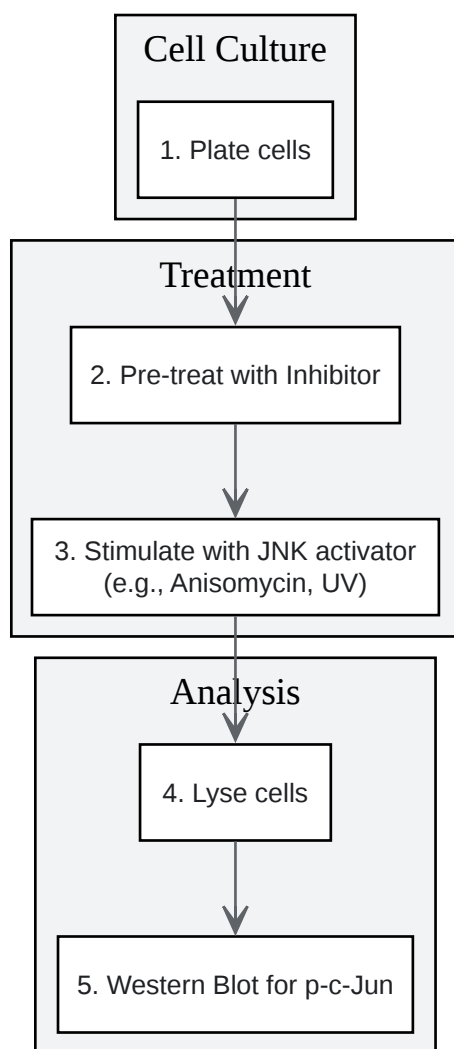 Cell Culture
1. Plate cells
Treatment
2. Pre-treat with Inhibitor
3. Stimulate with JNK activator
(e.g., Anisomycin, UV)
Analysis
4. Lyse cells
5. Western Blot for p-c-Jun